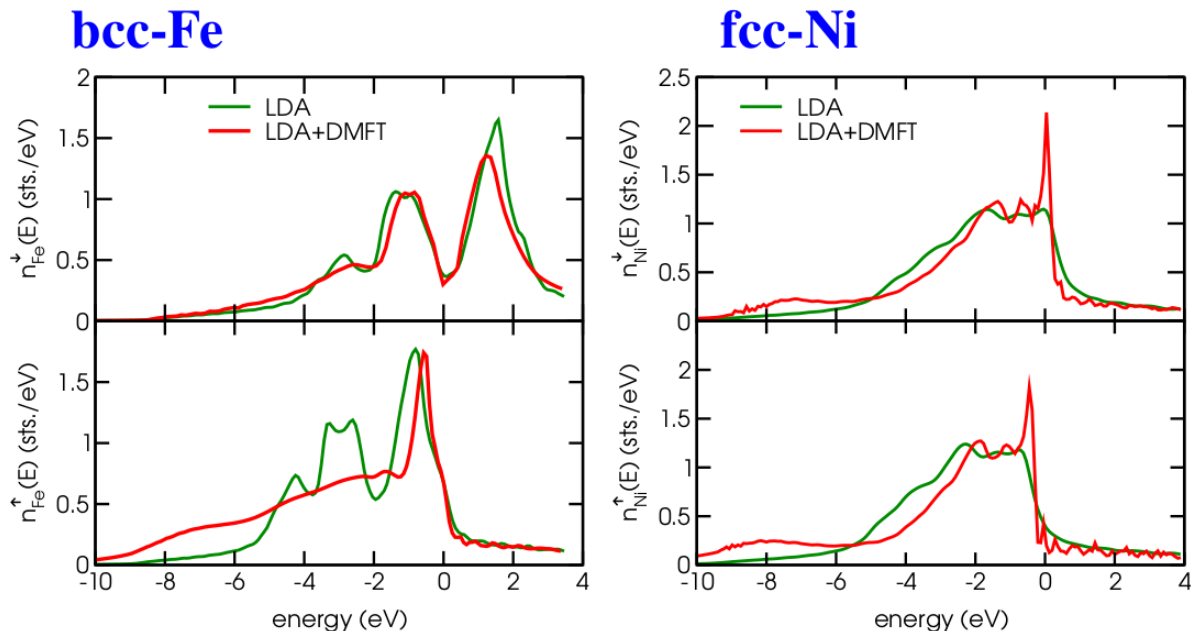 bcc-Fe
fcc-Ni
2
1.5
1
0.5
0
n↓Fe(E) (sts./eV)
LDA
LDA+DMFT
1.5
1
0.5
0
n↑Fe(E) (sts./eV)
-10 -8 -6 -4 -2 0 2 4
energy (eV)
2.5
2
1.5
1
0.5
0
n↓Ni(E) (sts./eV)
LDA
LDA+DMFT
2
1.5
1
0.5
0
n↑Ni(E) (sts./eV)
-10 -8 -6 -4 -2 0 2 4
energy (eV)